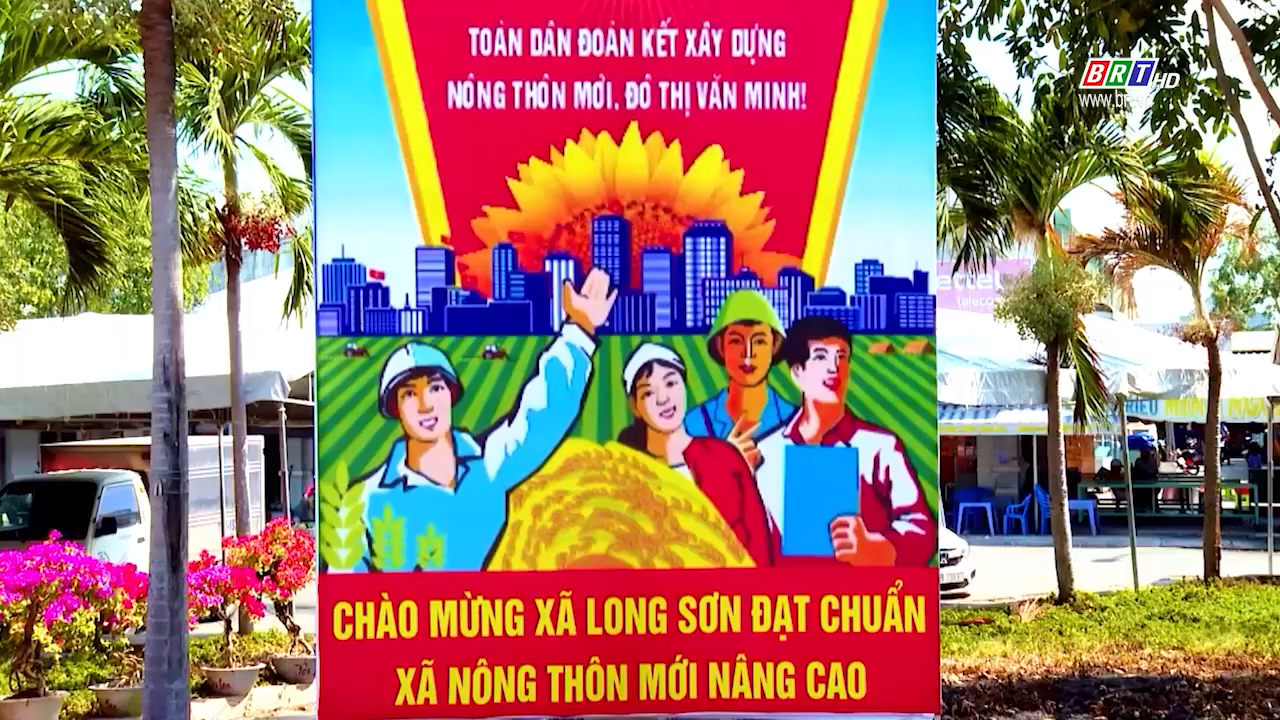 TOÀN DÂN ĐOÀN KẾT XÂY DỰNG
NÔNG THÔN MỚI, ĐÔ THỊ VĂN MINH!
BRT HD
CHÀO MỪNG XÃ LONG SƠN ĐẠT CHUẨN
XÃ NÔNG THÔN MỚI NÂNG CAO